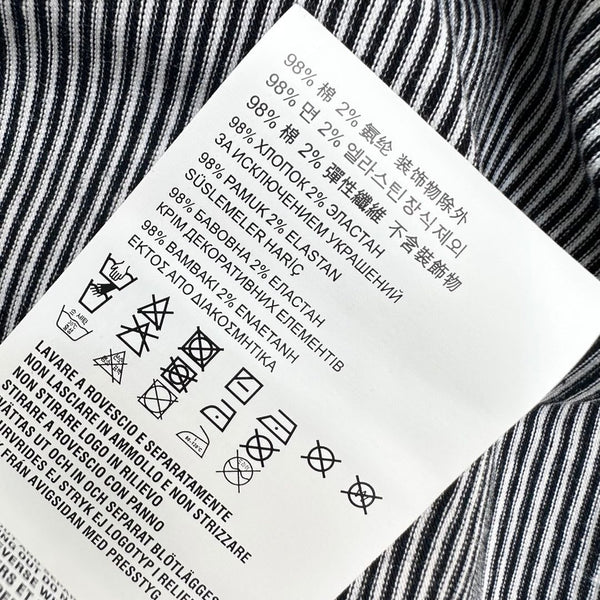 98% 棉 2% 氨纶 装饰物除外
98% 면 2% 엘라스틴 장식제외
98% 棉 2% 彈性纖維 不含裝飾物
98% ХЛОПОК 2% ЭЛАСТАН
ЗА ИСКЛЮЧЕНИЕМ УКРАШЕНИЙ
98% PAMUK 2% ELASTAN
SÜSLEMELER HARİÇ
98% БАВОВНА 2% ЕЛАСТАН
КРІМ ДЕКОРАТИВНИХ ЕЛЕМЕНТІВ
98% ΒΑΜΒΑΚΙ 2% ΕΝΑΕΤΑΝΗ
ΕΚΤΟΣ ΑΠΟ ΔΙΑΚΟΣΜΗΤΙΚΑ
LAVARE A ROVESCIO E SEPARATAMENTE
NON LASCIARE IN AMMOLLO E NON STRIZZARE
NON STIRARE LOGO IN RILIEVO
STIRARE A ROVESCIO CON PANNO
UT OCH IN OCH SEPARAT BLÖTLÄGGES
EJ STRYK EJ LOGOTYP I RELIEF
FRÅN AVIGSIDAN MED PRESSTYG